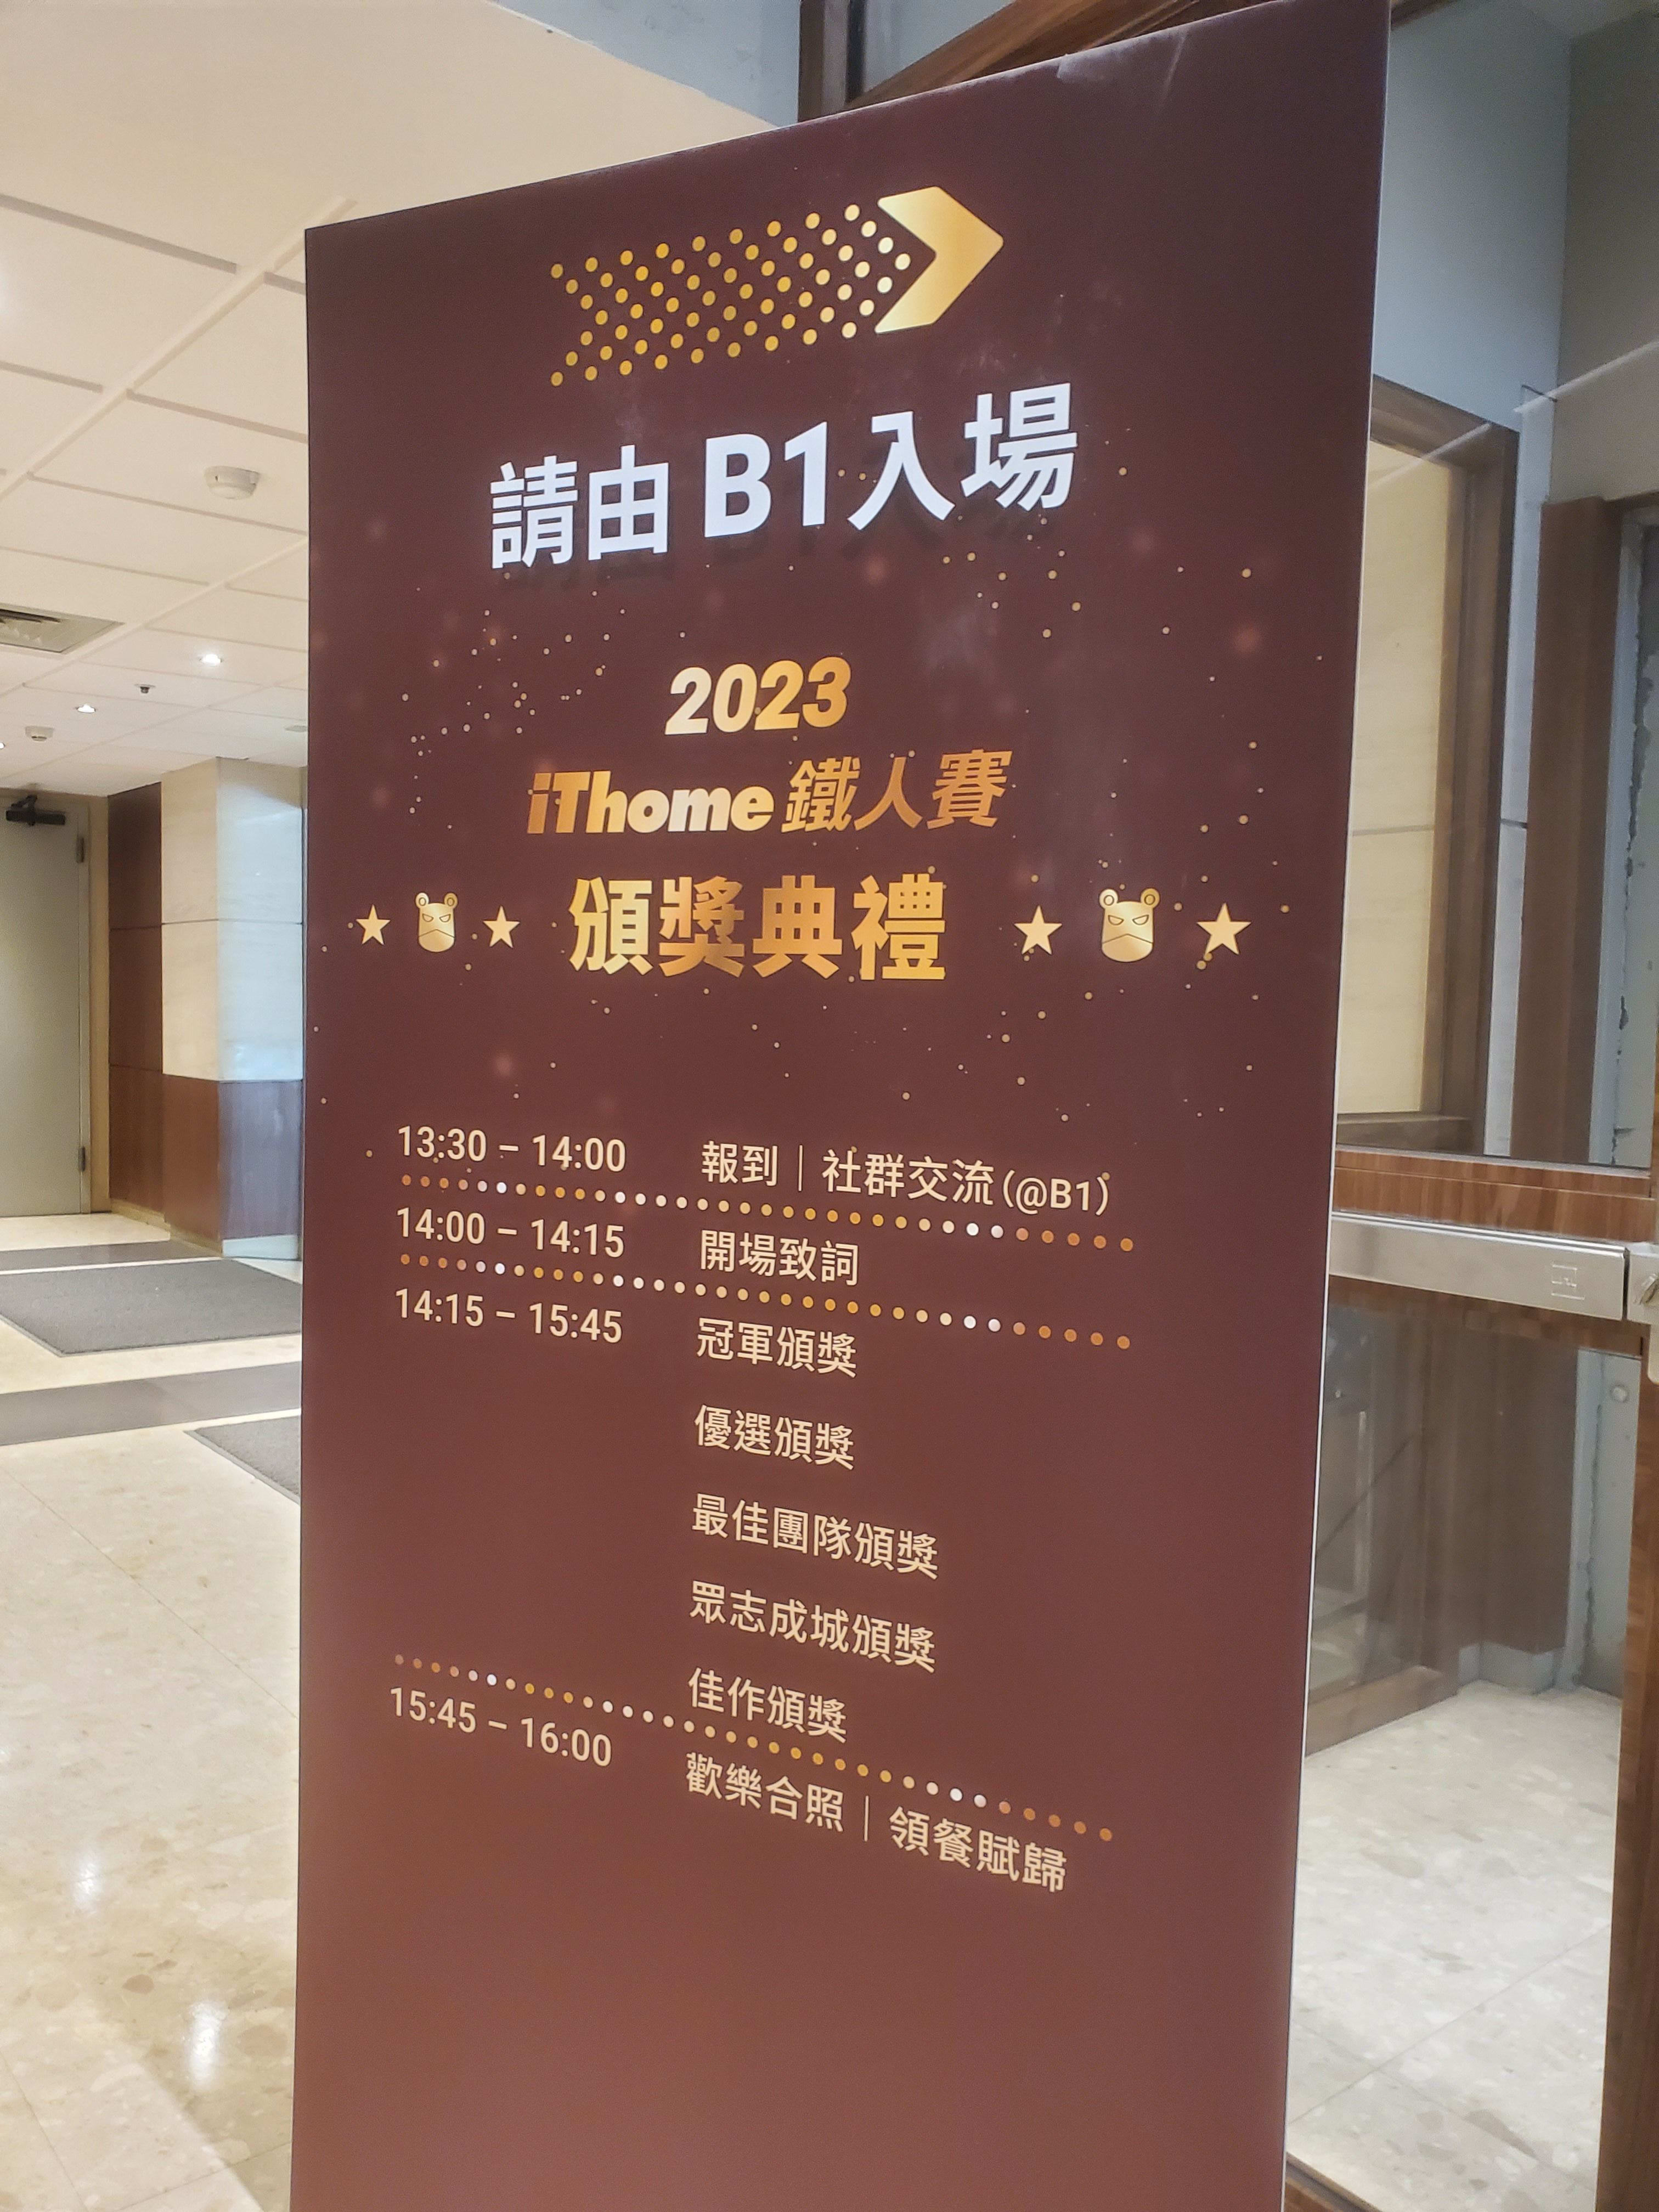 請由 B1入場
2023
iThome 鐵人賽
頒獎典禮
13:30 – 14:00 報到｜社群交流(@B1)
14:00 – 14:15 開場致詞
14:15 – 15:45 冠軍頒獎
優選頒獎
最佳團隊頒獎
眾志成城頒獎
佳作頒獎
15:45 – 16:00 歡樂合照｜領餐賦歸